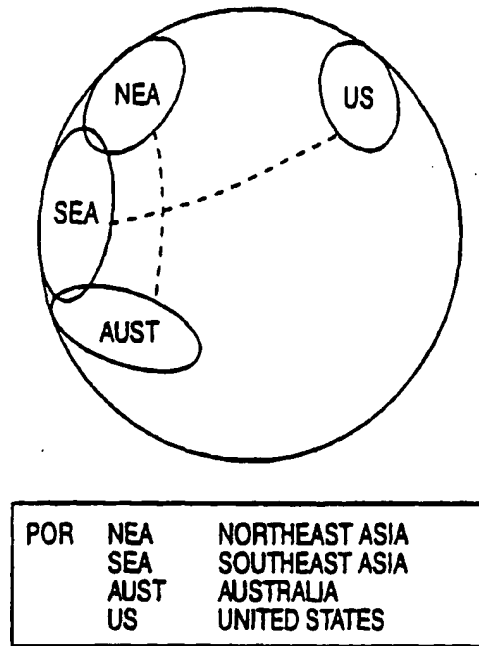 NEA
US
SEA
AUST
POR NEA NORTHEAST ASIA
SEA SOUTHEAST ASIA
AUST AUSTRALIA
US UNITED STATES